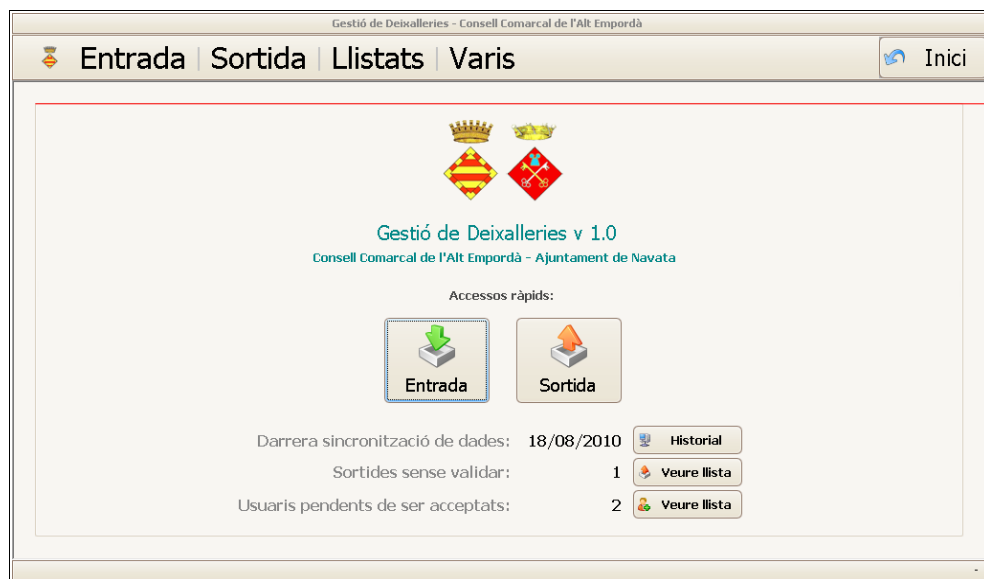 Gestió de Deixalleries - Consell Comarcal de l'Alt Empordà
Entrada | Sortida | Llistats | Varis
Inici
Gestió de Deixalleries v 1.0
Consell Comarcal de l'Alt Empordà - Ajuntament de Navata
Accessos ràpids:
Entrada Sortida
Darrera sincronització de dades: 18/08/2010 Historial
Sortides sense validar: 1 Veure llista
Usuaris pendents de ser acceptats: 2 Veure llista
-